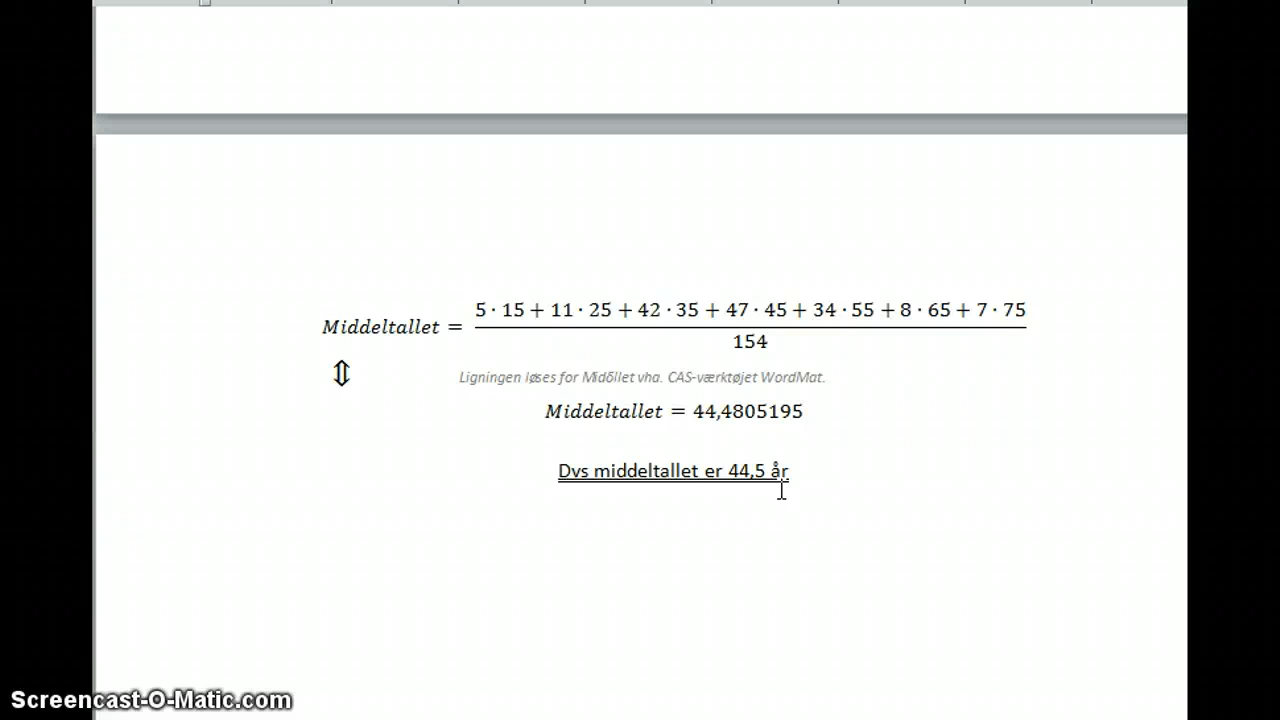 Middeltallet = 5 · 15 + 11 · 25 + 42 · 35 + 47 · 45 + 34 · 55 + 8 · 65 + 7 · 75
154
⇕ Ligningen løses for Midδllet vha. CAS-værktøjet WordMat.
Middeltallet = 44,4805195
Dvs middeltallet er 44,5 år.
Screencast-O-Matic.com